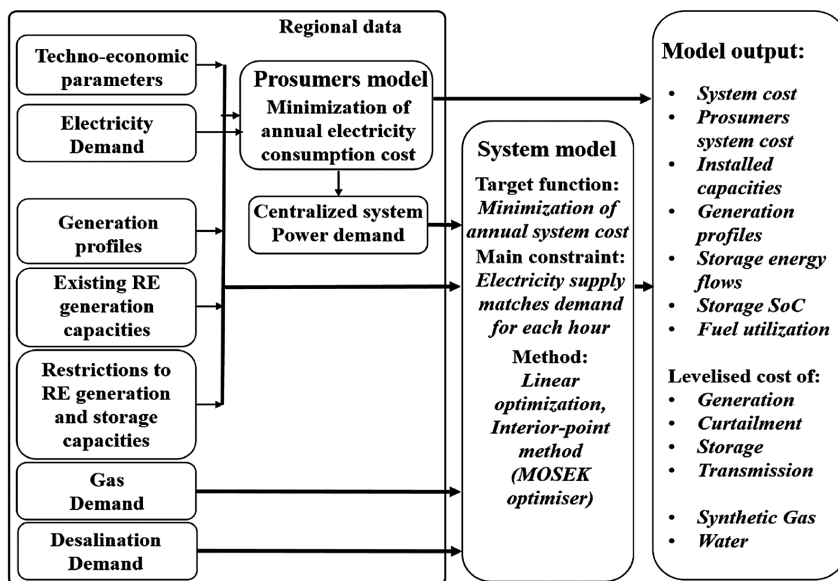 Regional data
Techno-economic
parameters
Electricity
Demand
Generation
profiles
Existing RE
generation
capacities
Restrictions to
RE generation
and storage
capacities
Gas
Demand
Desalination
Demand
Prosumers model
Minimization of
annual electricity
consumption cost
Centralized system
Power demand
System model
Target function:
Minimization of
annual system cost
Main constraint:
Electricity supply
matches demand
for each hour
Method:
Linear
optimization,
Interior-point
method
(MOSEK
optimiser)
Model output:
• System cost
• Prosumers
system cost
• Installed
capacities
• Generation
profiles
• Storage energy
flows
• Storage SoC
• Fuel utilization
Levelised cost of:
• Generation
• Curtailment
• Storage
• Transmission
• Synthetic Gas
• Water